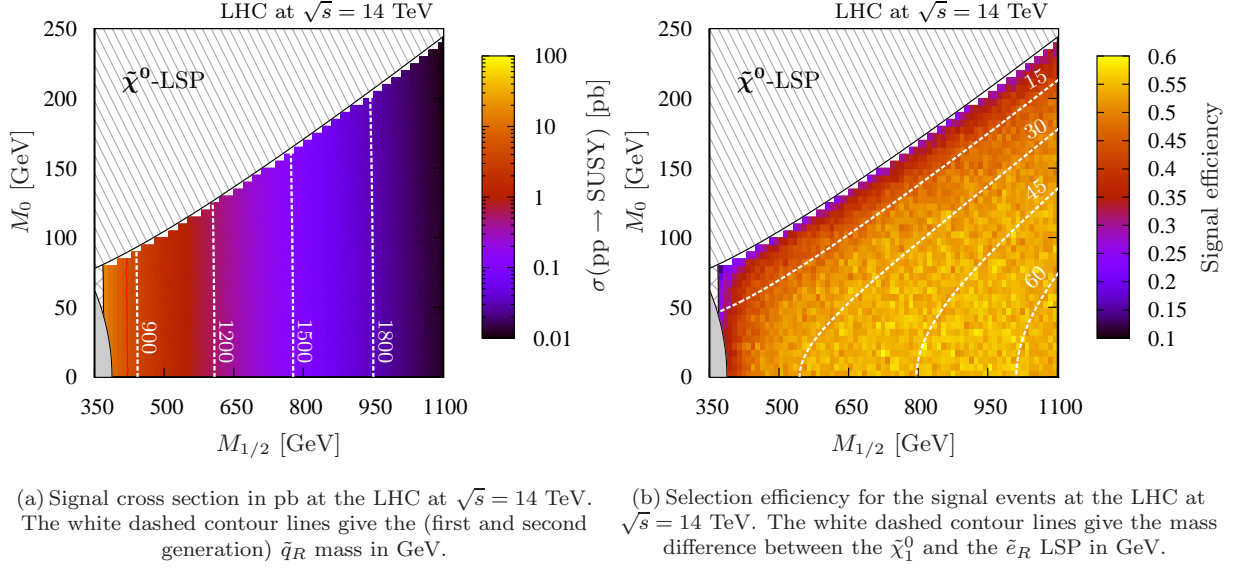 LHC at √s = 14 TeV
250
200
150
100
50
0
M₀ [GeV]
χ̃⁰-LSP
900
1200
1500
1800
350 450 550 650 800 950 1100
M₁/₂ [GeV]
100
10
1
0.1
0.01
σ(pp → SUSY) [pb]
LHC at √s = 14 TeV
250
200
150
100
50
0
M₀ [GeV]
χ̃⁰-LSP
15
30
45
60
350 450 550 650 800 950 1100
M₁/₂ [GeV]
0.6
0.55
0.5
0.45
0.4
0.35
0.3
0.25
0.2
0.15
0.1
Signal efficiency
(a) Signal cross section in pb at the LHC at √s = 14 TeV.
The white dashed contour lines give the (first and second
generation) q̃_R mass in GeV.
(b) Selection efficiency for the signal events at the LHC at
√s = 14 TeV. The white dashed contour lines give the mass
difference between the χ̃₁⁰ and the ẽ_R LSP in GeV.